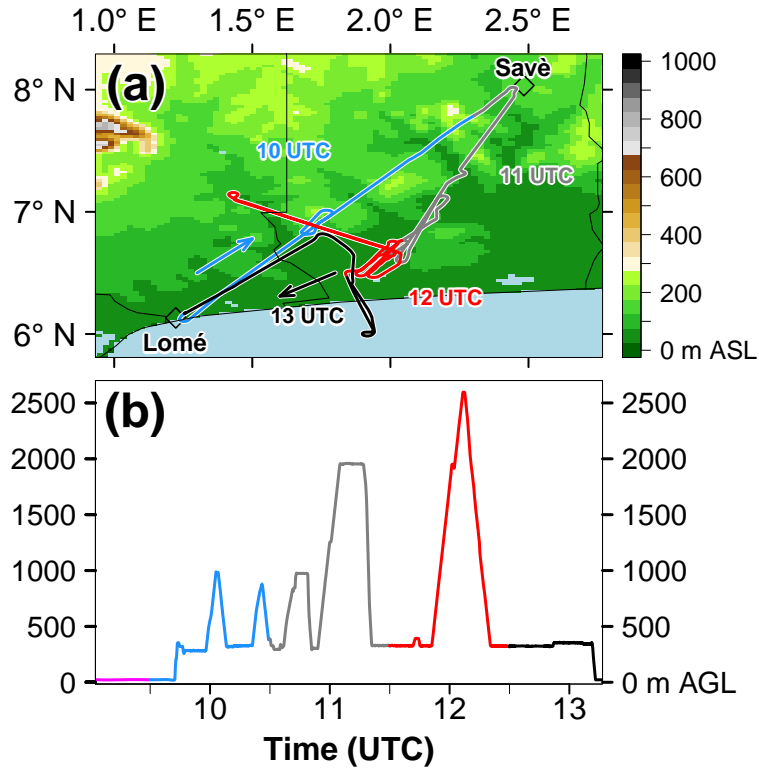 1.0° E 1.5° E 2.0° E 2.5° E
(a)
Savè
8° N
10 UTC
11 UTC
7° N
12 UTC
13 UTC
6° N
Lomé
1000
800
600
400
200
0 m ASL
(b)
2500 2500
2000 2000
1500 1500
1000 1000
500 500
0 0 m AGL
10 11 12 13
Time (UTC)